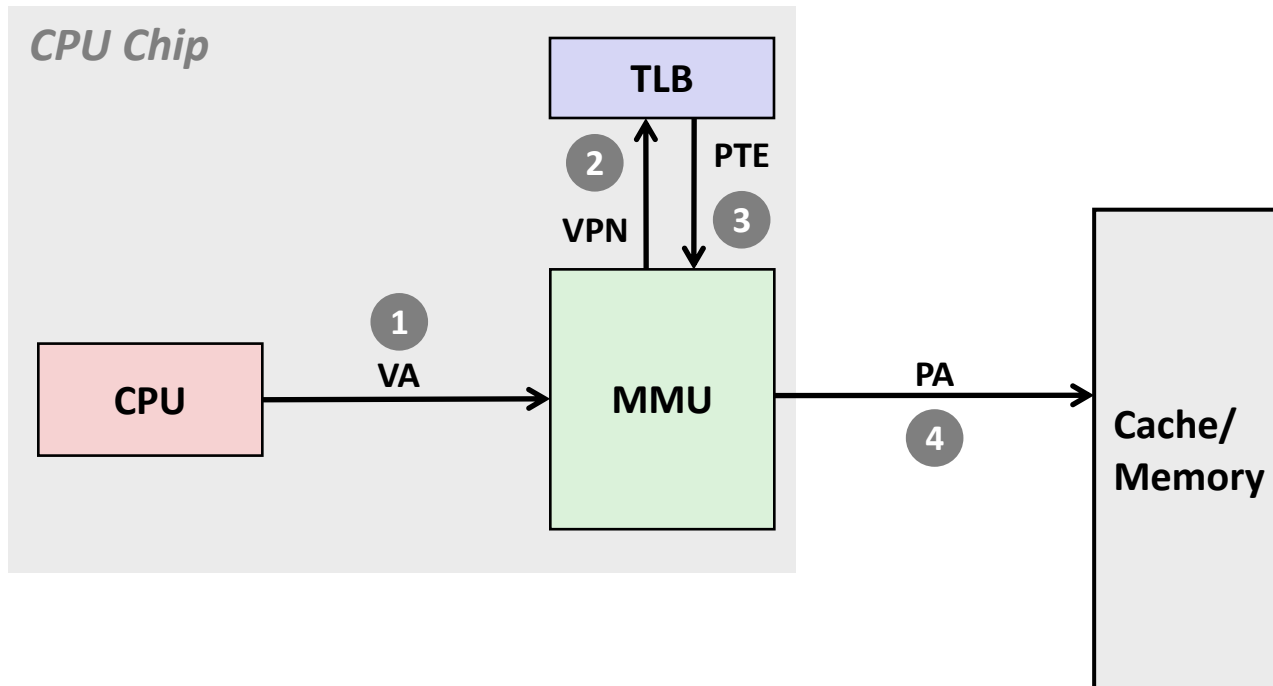 CPU Chip
TLB
2
PTE
VPN
3
1
VA
CPU
MMU
PA
4
Cache/
Memory